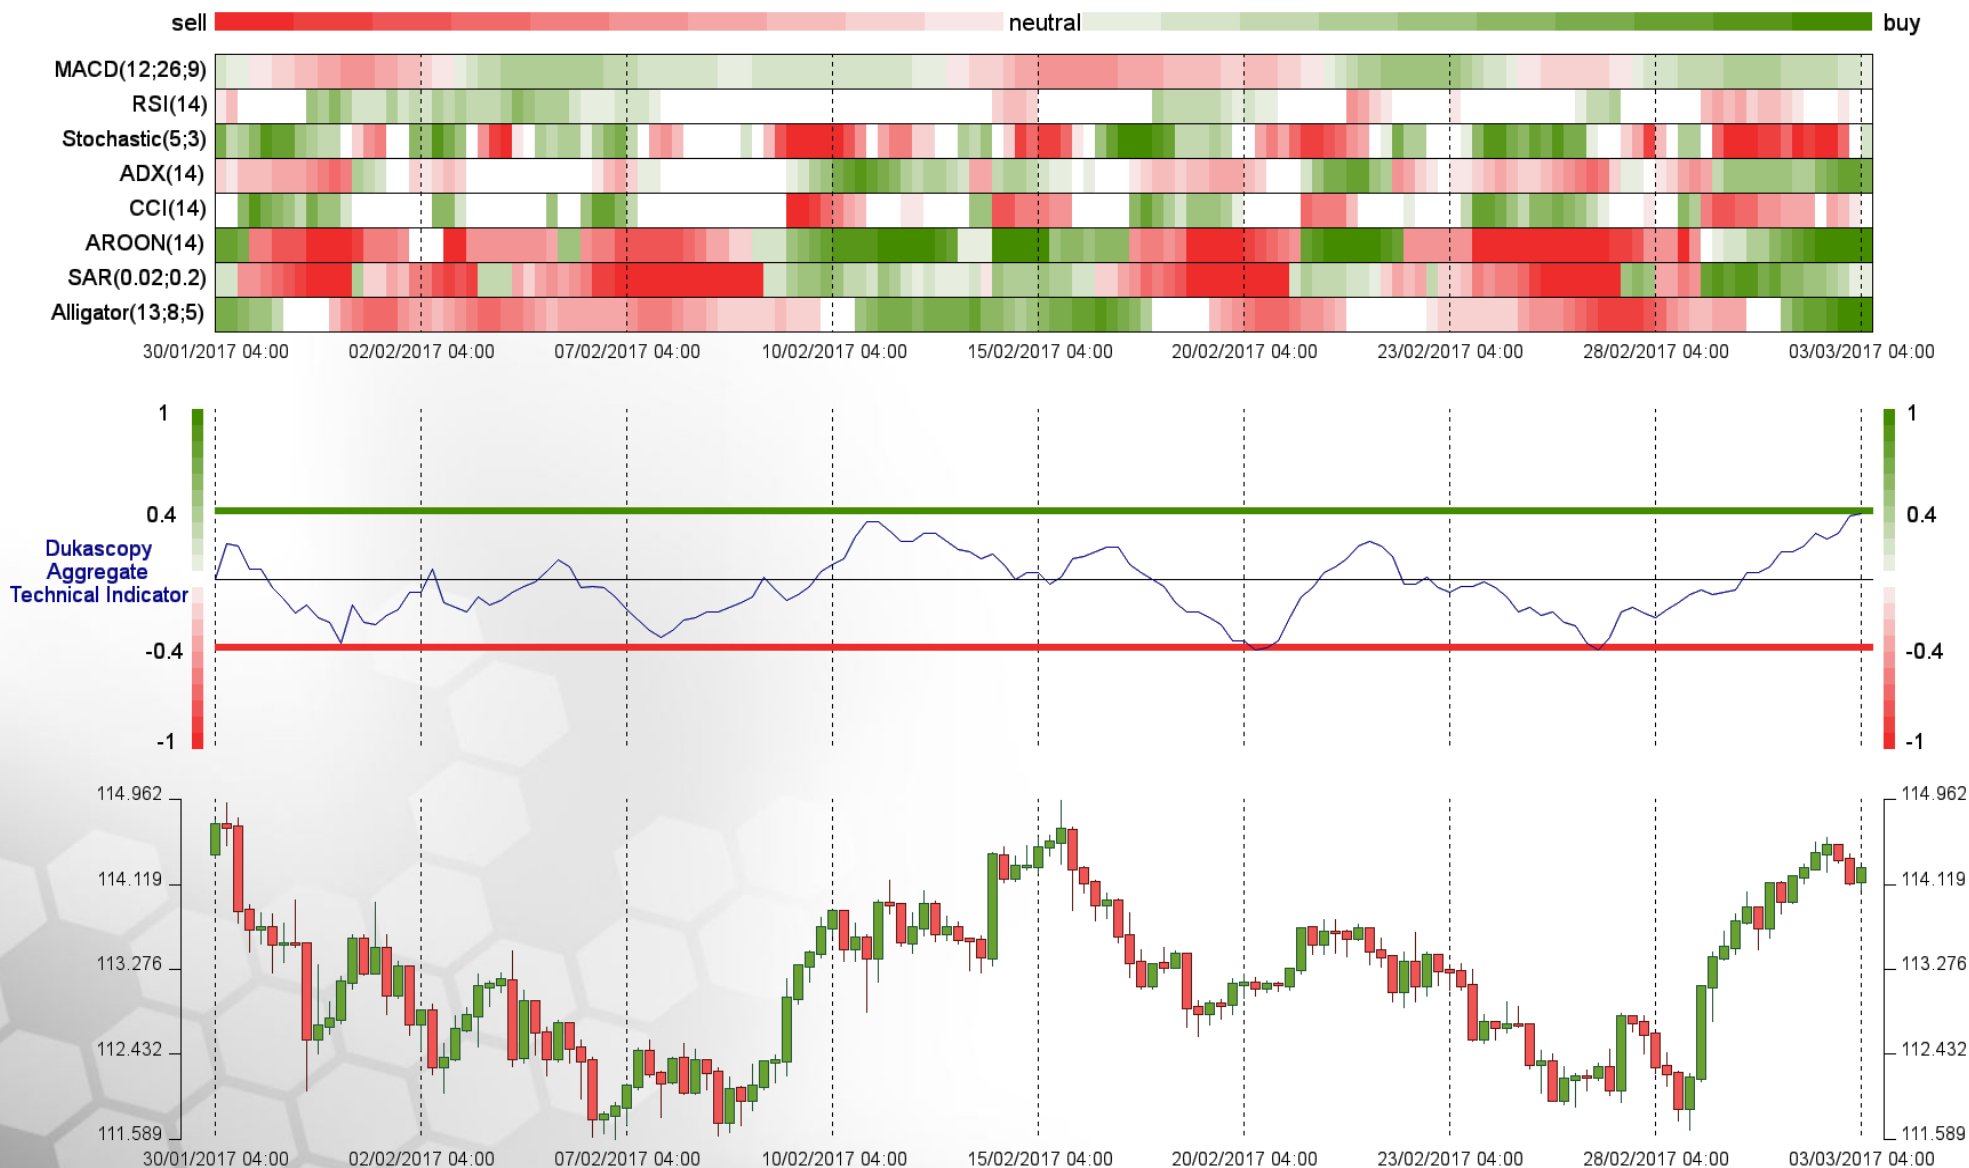 sell neutral buy
MACD(12;26;9)
RSI(14)
Stochastic(5;3)
ADX(14)
CCI(14)
AROON(14)
SAR(0.02;0.2)
Alligator(13;8;5)
30/01/2017 04:00 02/02/2017 04:00 07/02/2017 04:00 10/02/2017 04:00 15/02/2017 04:00 20/02/2017 04:00 23/02/2017 04:00 28/02/2017 04:00 03/03/2017 04:00
1 1
0.4 0.4
Dukascopy
Aggregate
Technical Indicator
-0.4 -0.4
-1 -1
114.962 114.962
114.119 114.119
113.276 113.276
112.432 112.432
111.589 111.589
30/01/2017 04:00 02/02/2017 04:00 07/02/2017 04:00 10/02/2017 04:00 15/02/2017 04:00 20/02/2017 04:00 23/02/2017 04:00 28/02/2017 04:00 03/03/2017 04:00